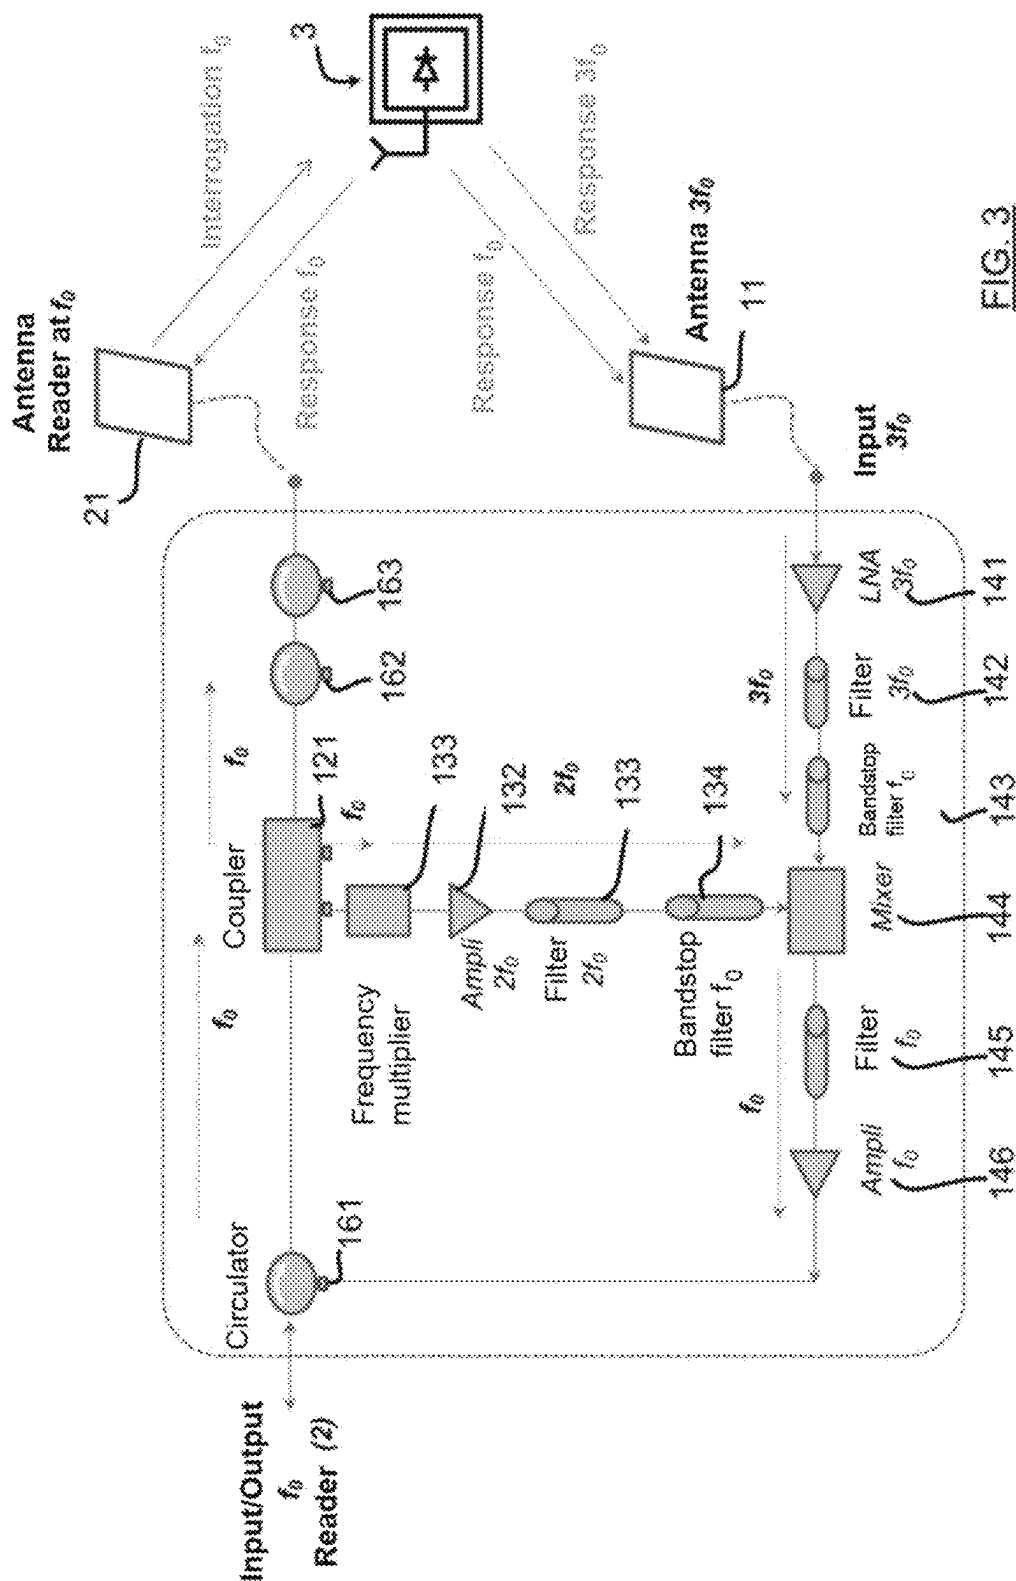 Input/Output
f₀
Reader (2)
Circulator
161
f₀
Coupler
121
f₀
f₀
162
163
21
Antenna
Reader at f₀
Interrogation f₀
Response f₀
3
Response f₀
Response 3f₀
Antenna 3f₀
11
Input
3f₀
Frequency
multiplier
133
Ampli
2f₀
132
2f₀
Filter
2f₀
133
Bandstop
filter f₀
134
3f₀
f₀
Ampli
f₀
146
Filter
f₀
145
Mixer
144
Bandstop
filter f₀
143
Filter
3f₀
142
LNA
3f₀
141
FIG. 3